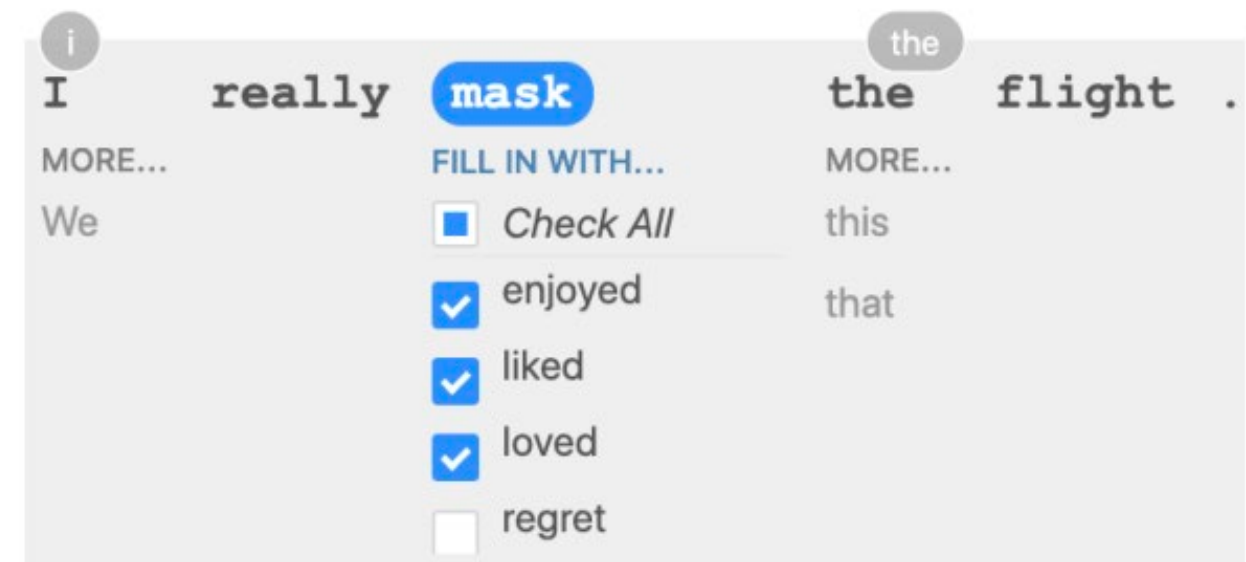 i the
I really mask the flight .
MORE... FILL IN WITH... MORE...
We Check All this
enjoyed that
liked
loved
regret